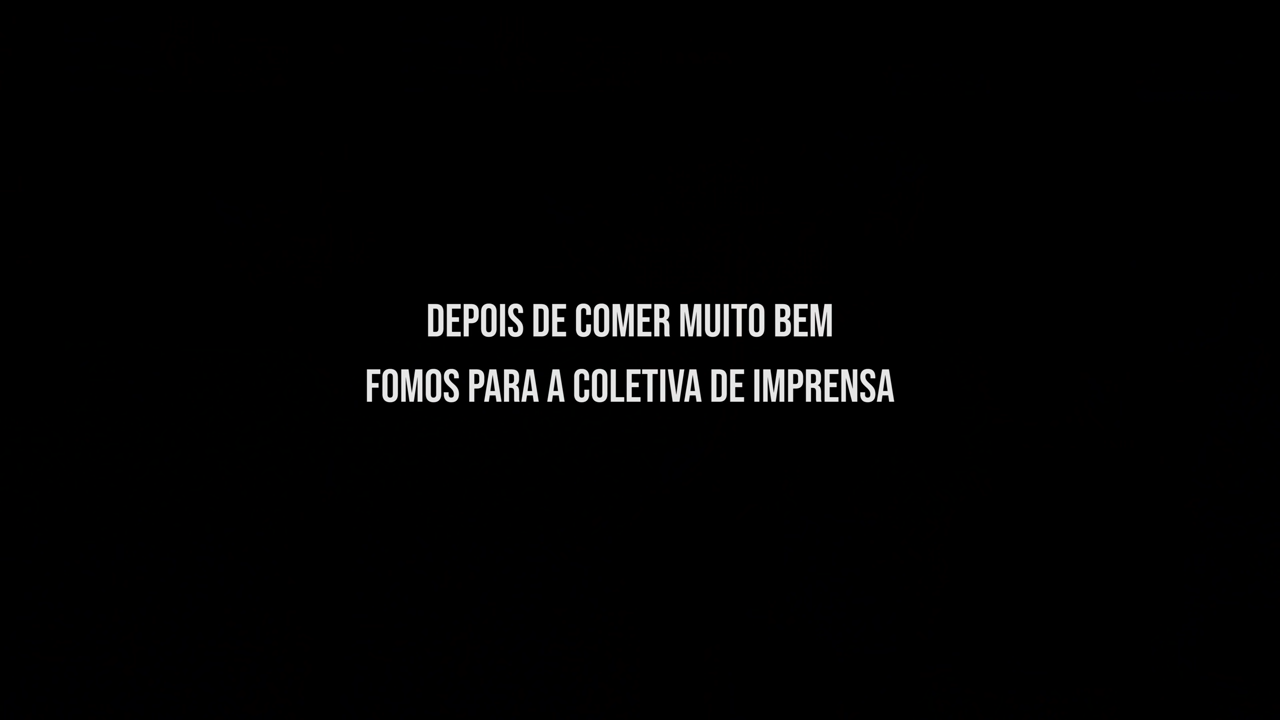 DEPOIS DE COMER MUITO BEM
FOMOS PARA A COLETIVA DE IMPRENSA